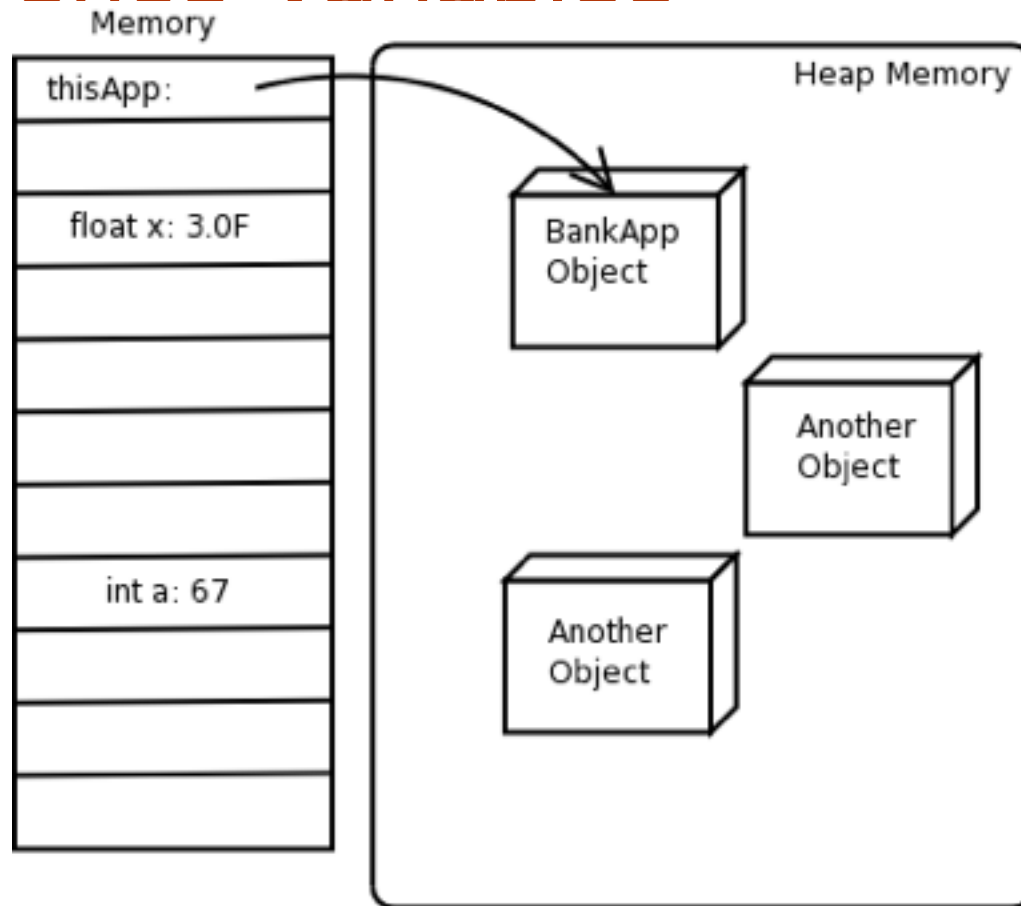 Memory
thisApp:
float x: 3.0F
int a: 67
Heap Memory
BankApp
Object
Another
Object
Another
Object